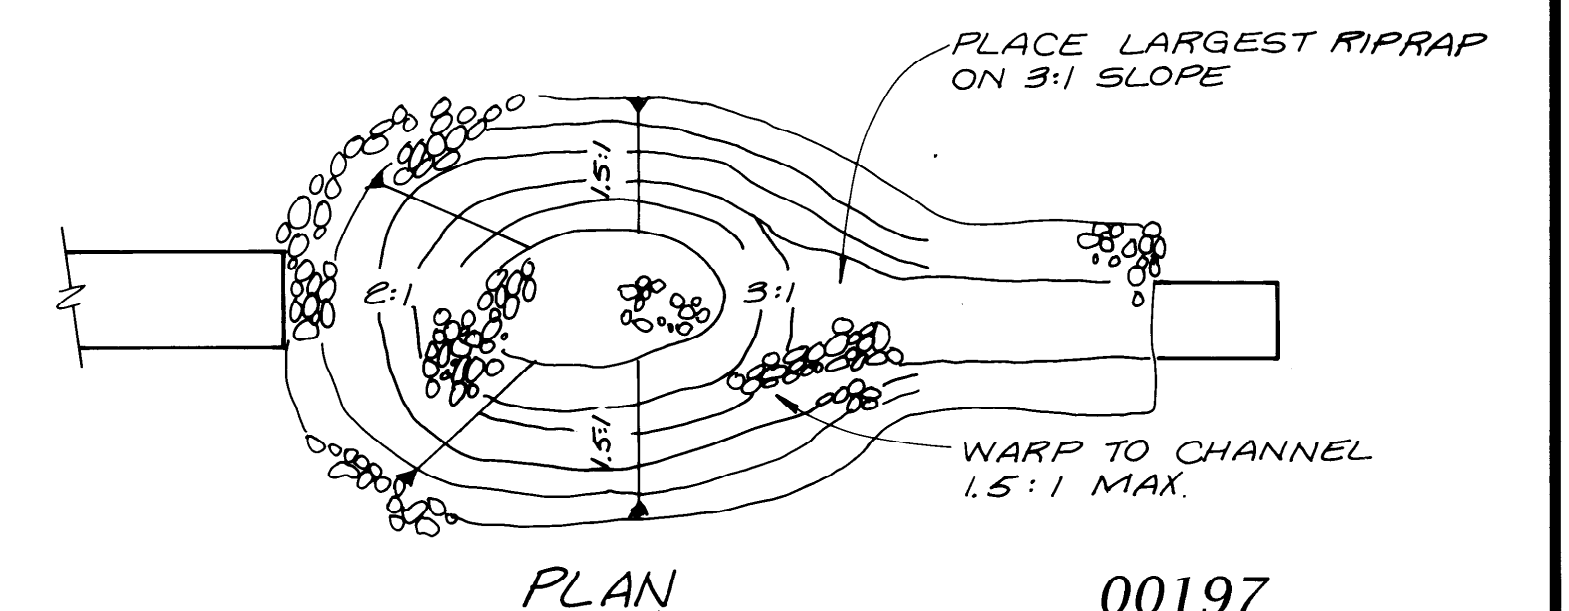 PLACE LARGEST RIPRAP
ON 3:1 SLOPE
1.5:1
2:1
3:1
1.5:1
WARP TO CHANNEL
1.5:1 MAX.
PLAN
00197